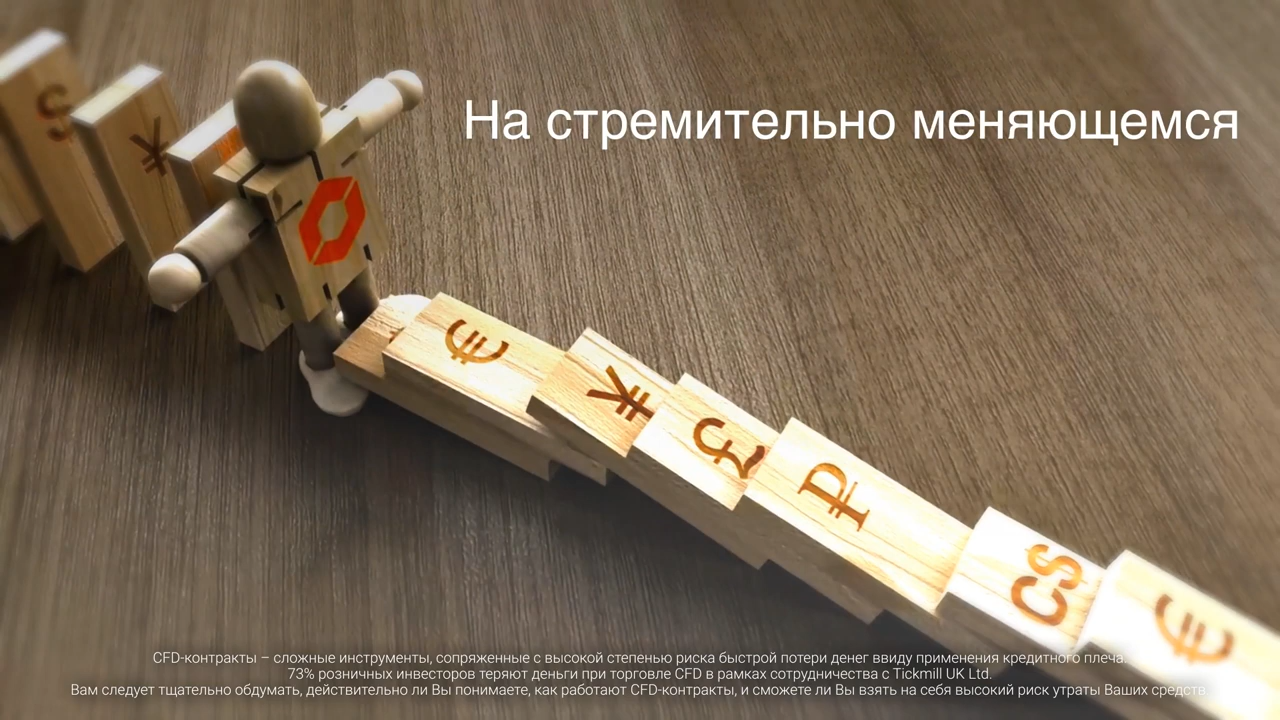 На стремительно меняющемся
$
¥
€
¥
£
₽
C$
€
CFD-контракты – сложные инструменты, сопряженные с высокой степенью риска быстрой потери денег ввиду применения кредитного плеча.
73% розничных инвесторов теряют деньги при торговле CFD в рамках сотрудничества с Tickmill UK Ltd.
Вам следует тщательно обдумать, действительно ли Вы понимаете, как работают CFD-контракты, и сможете ли Вы взять на себя высокий риск утраты Ваших средств.